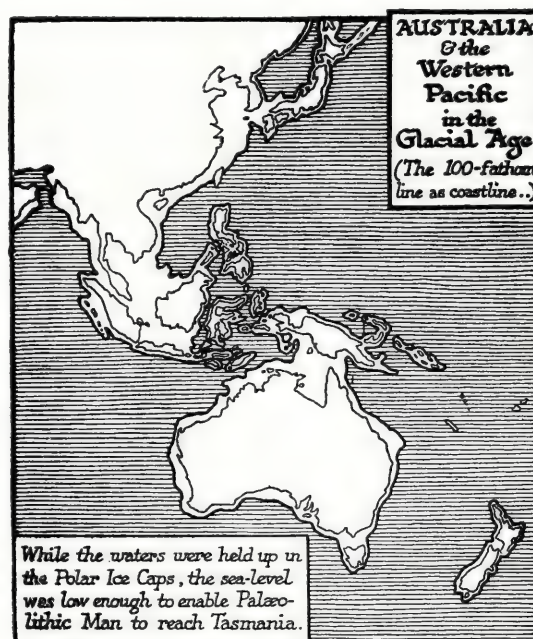 AUSTRALIA
& the
Western
Pacific
in the
Glacial Age
(The 100-fathom
line as coastline..)
While the waters were held up in
the Polar Ice Caps, the sea-level
was low enough to enable Palæo-
lithic Man to reach Tasmania.